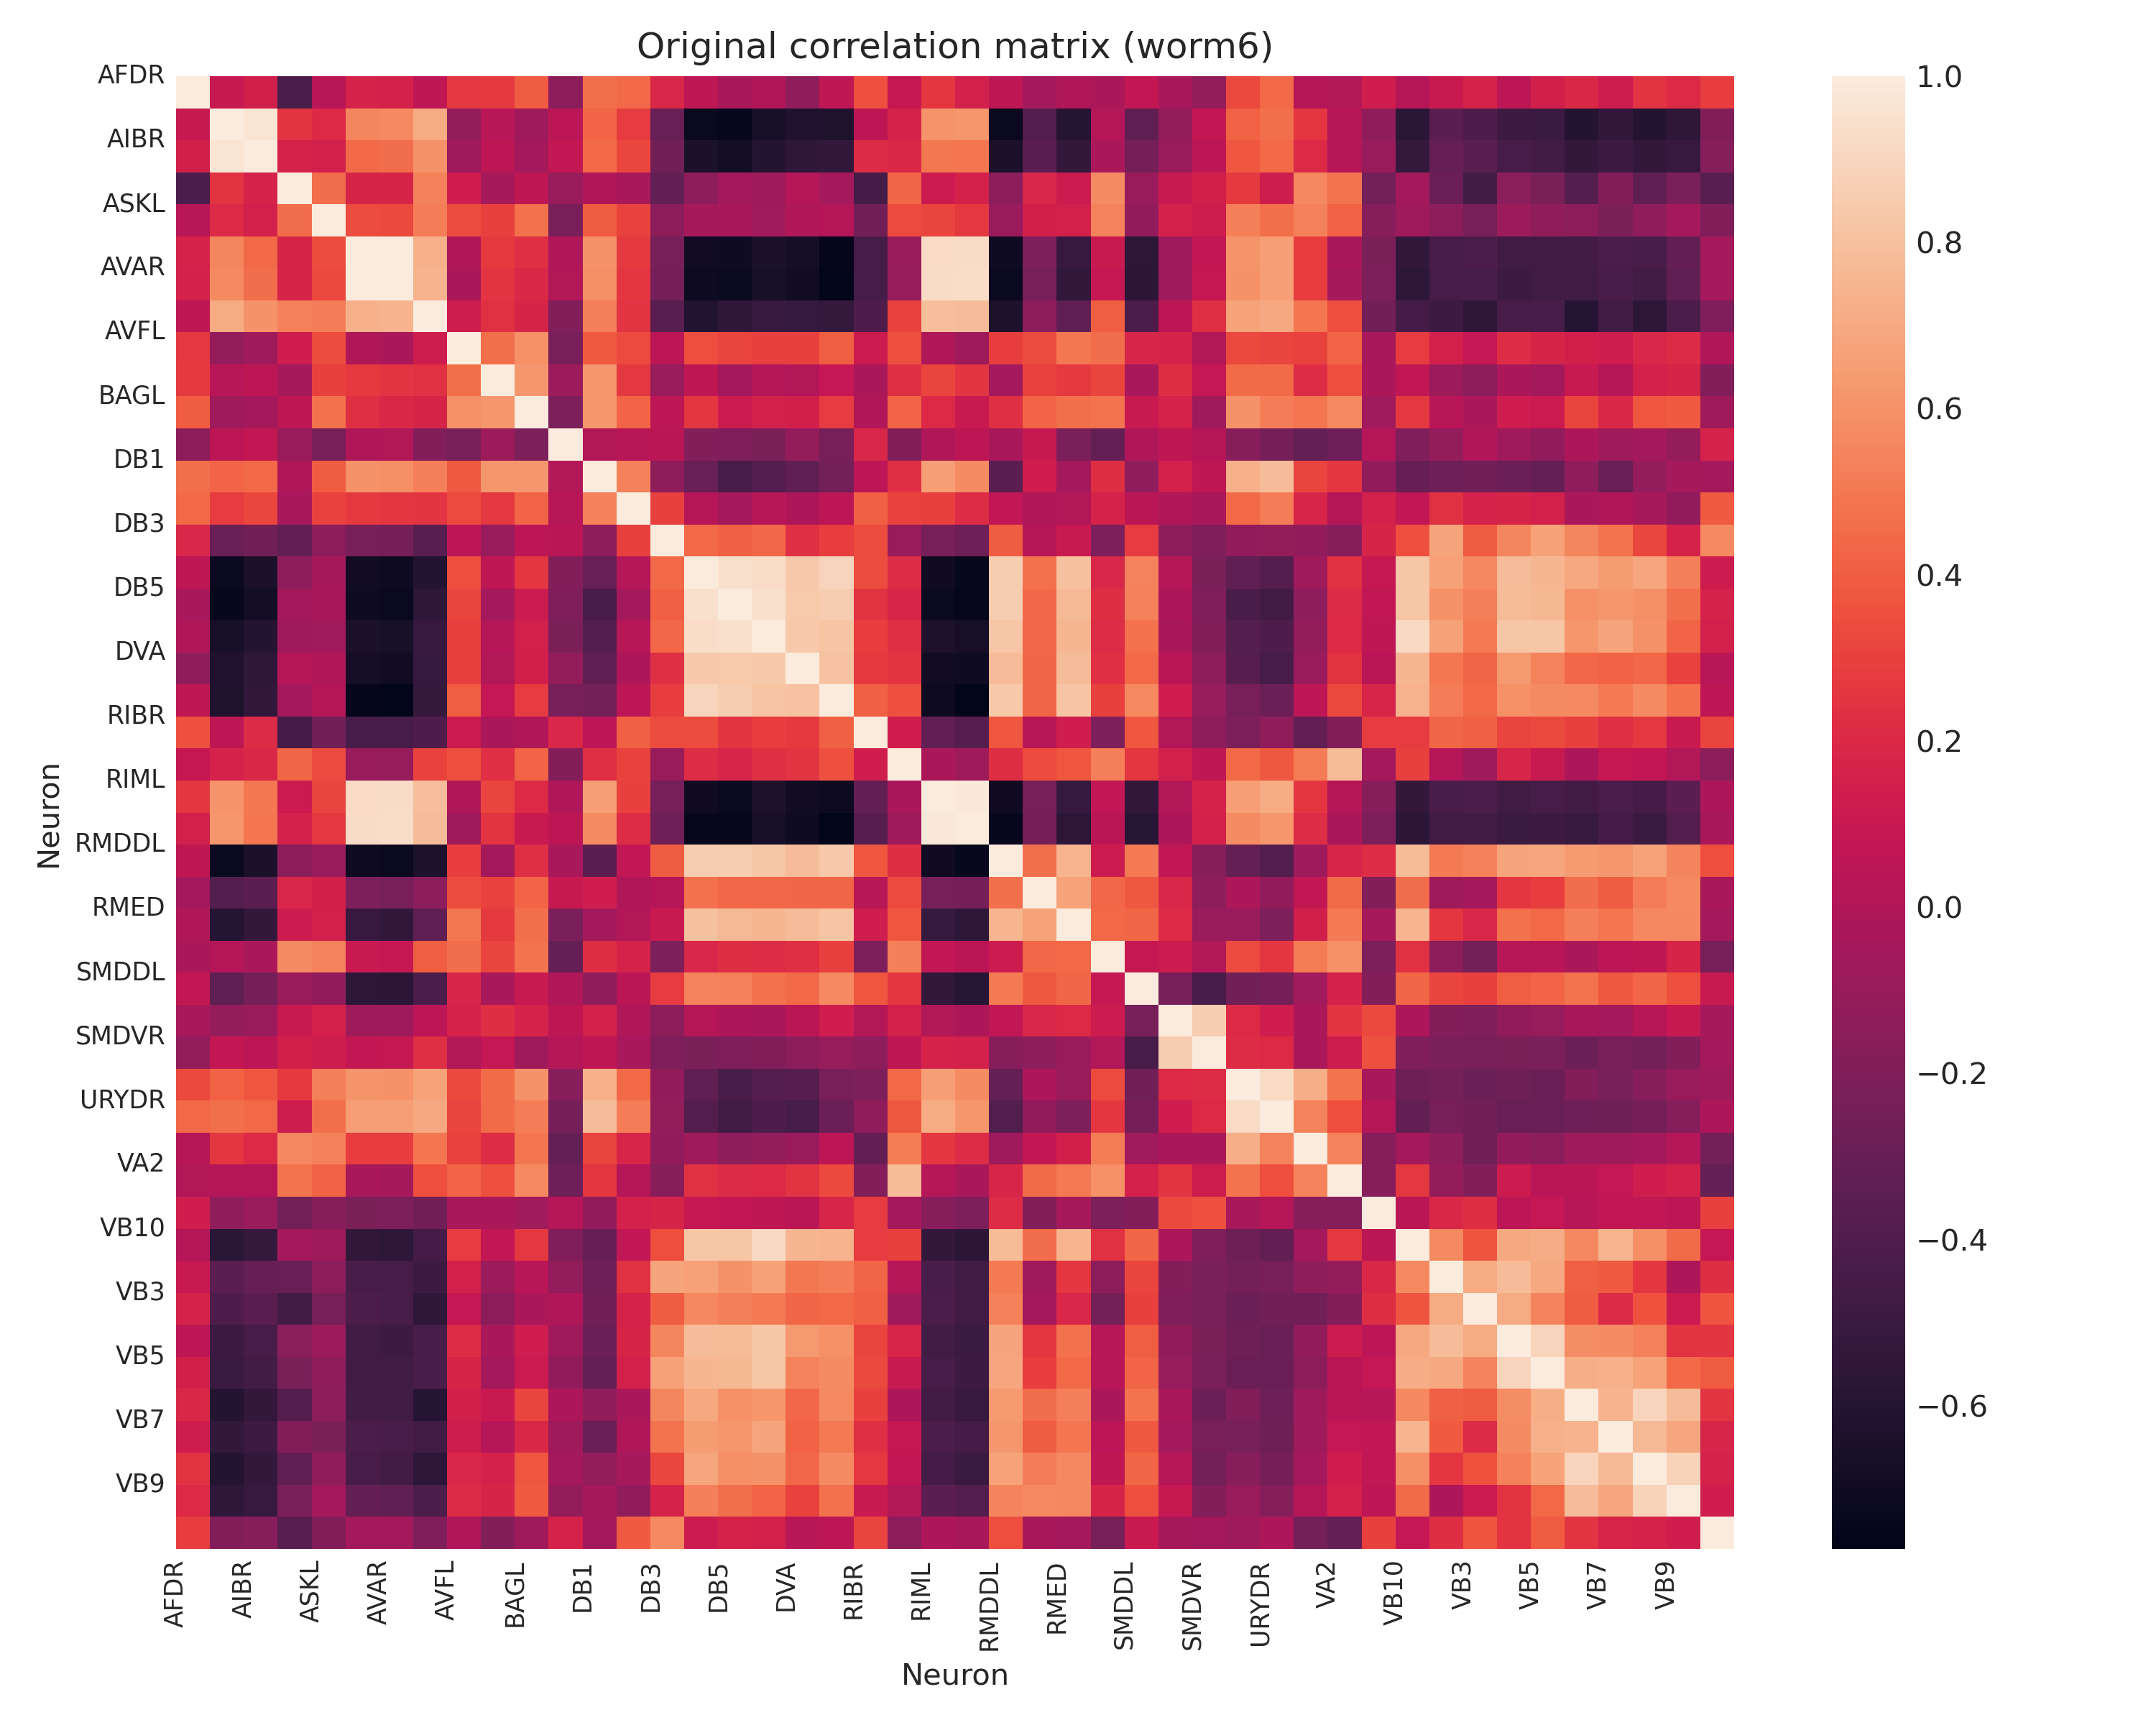 Original correlation matrix (worm6)
Neuron
AFDR
AIBR
ASKL
AVAR
AVFL
BAGL
DB1
DB3
DB5
DVA
RIBR
RIML
RMDDL
RMED
SMDDL
SMDVR
URYDR
VA2
VB10
VB3
VB5
VB7
VB9
AFDR
AIBR
ASKL
AVAR
AVFL
BAGL
DB1
DB3
DB5
DVA
RIBR
RIML
RMDDL
RMED
SMDDL
SMDVR
URYDR
VA2
VB10
VB3
VB5
VB7
VB9
Neuron
1.0
0.8
0.6
0.4
0.2
0.0
−0.2
−0.4
−0.6